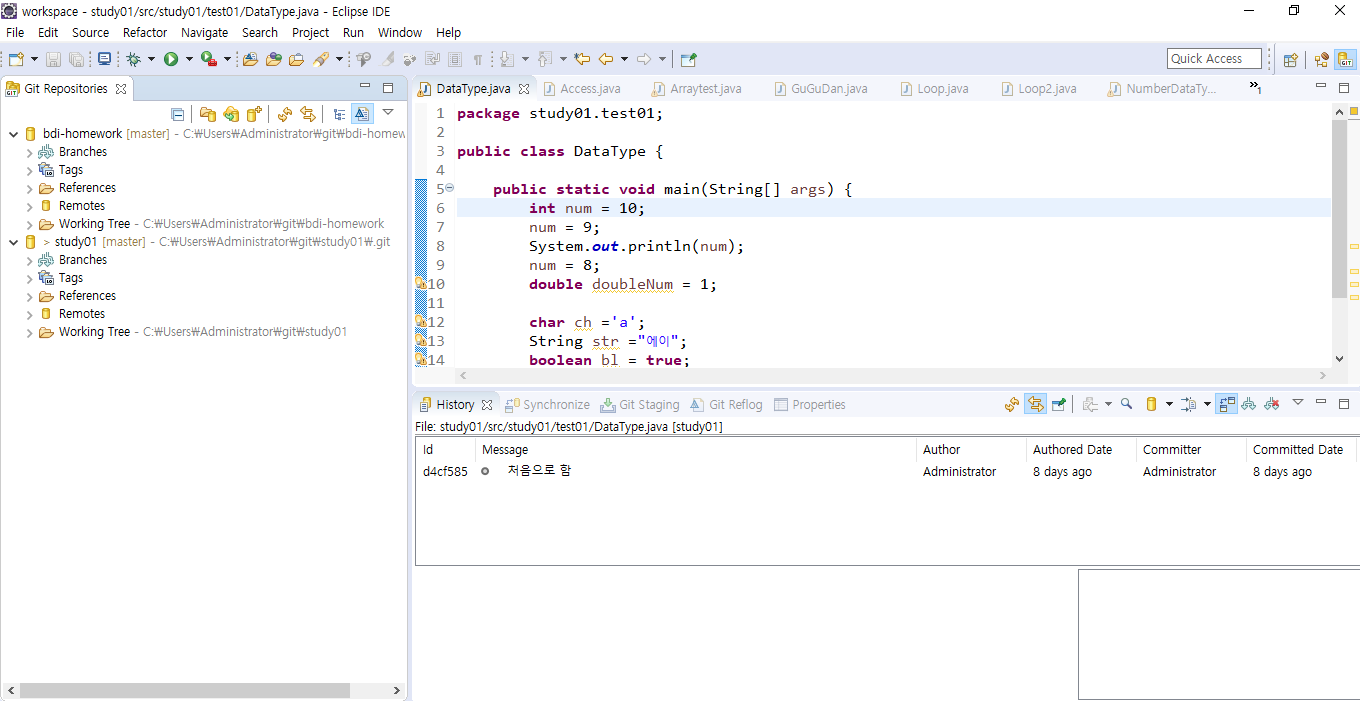 workspace - study01/src/study01/test01/DataType.java - Eclipse IDE
File Edit Source Refactor Navigate Search Project Run Window Help
Quick Access
Git Repositories
bdi-homework [master] - C:₩Users₩Administrator₩git₩bdi-homew
Branches
Tags
References
Remotes
Working Tree - C:₩Users₩Administrator₩git₩bdi-homework
> study01 [master] - C:₩Users₩Administrator₩git₩study01₩.git
Branches
Tags
References
Remotes
Working Tree - C:₩Users₩Administrator₩git₩study01
DataType.java Access.java Arraytest.java GuGuDan.java Loop.java Loop2.java NumberDataTy... »1
1 package study01.test01;
2
3 public class DataType {
4
5 public static void main(String[] args) {
6 int num = 10;
7 num = 9;
8 System.out.println(num);
9 num = 8;
10 double doubleNum = 1;
11
12 char ch ='a';
13 String str ="에이";
14 boolean bl = true;
History Synchronize Git Staging Git Reflog Properties
File: study01/src/study01/test01/DataType.java [study01]
Id Message Author Authored Date Committer Committed Date
d4cf585 처음으로 함 Administrator 8 days ago Administrator 8 days ago